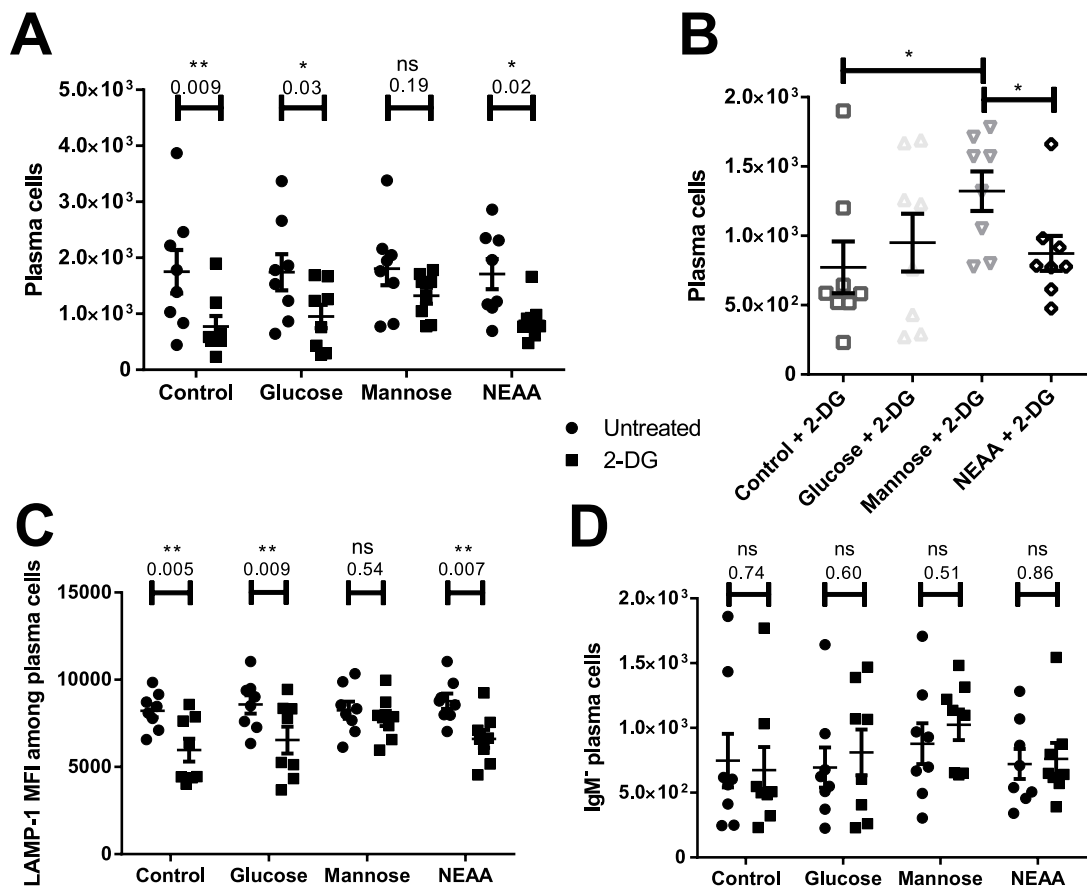 A
** * ns *
0.009 0.03 0.19 0.02
5.0×10³
4.0×10³
3.0×10³
2.0×10³
1.0×10³
0
Plasma cells
Control Glucose Mannose NEAA
B
*
*
2.0×10³
1.5×10³
1.0×10³
5.0×10²
0
Plasma cells
Control + 2-DG
Glucose + 2-DG
Mannose + 2-DG
NEAA + 2-DG
Untreated
2-DG
C
** ** ns **
0.005 0.009 0.54 0.007
15000
10000
5000
0
LAMP-1 MFI among plasma cells
Control Glucose Mannose NEAA
D
ns ns ns ns
0.74 0.60 0.51 0.86
2.0×10³
1.5×10³
1.0×10³
5.0×10²
0
IgM⁻ plasma cells
Control Glucose Mannose NEAA